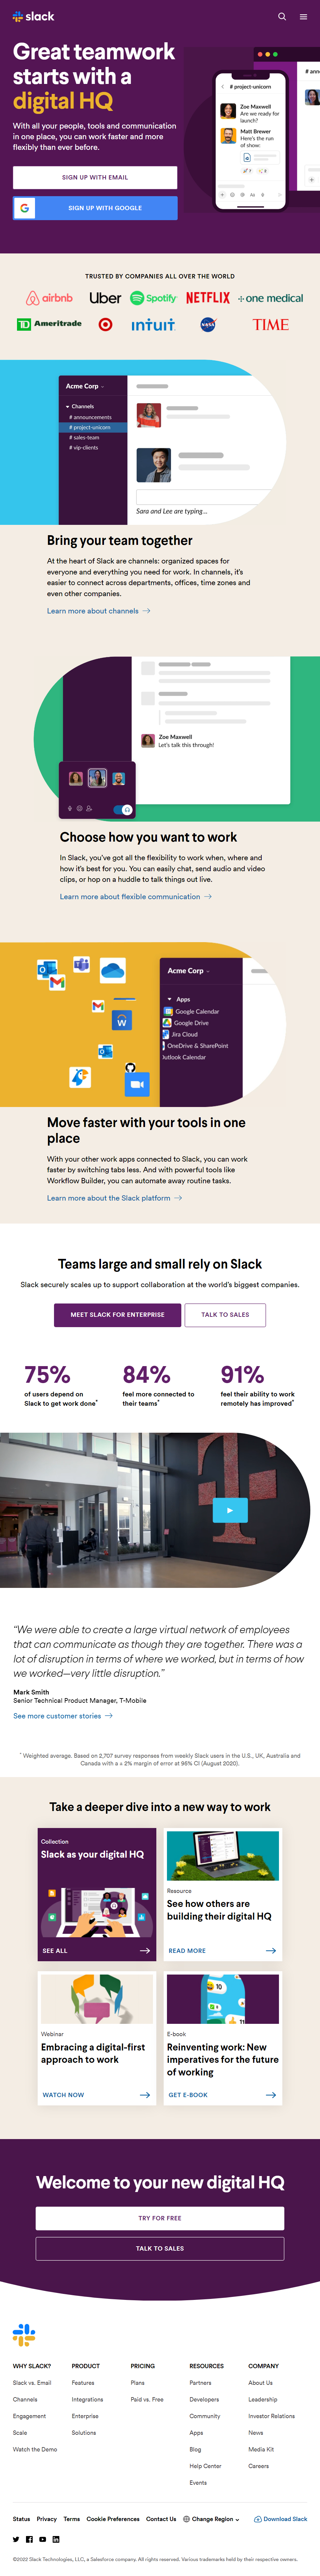 slack
Great teamwork
starts with a
digital HQ
With all your people, tools and communication
in one place, you can work faster and more
flexibly than ever before.
SIGN UP WITH EMAIL
SIGN UP WITH GOOGLE
# project-unicorn
Zoe Maxwell
Are we ready for
launch?
Matt Brewer
Here's the run
of show:
# ann
TRUSTED BY COMPANIES ALL OVER THE WORLD
airbnb
Uber
Spotify
NETFLIX
one medical
TD Ameritrade
intuit
NASA
TIME
Acme Corp
Channels
# announcements
# project-unicorn
# sales-team
# vip-clients
Sara and Lee are typing...
Bring your team together
At the heart of Slack are channels: organized spaces for
everyone and everything you need for work. In channels, it's
easier to connect across departments, offices, time zones and
even other companies.
Learn more about channels
Zoe Maxwell
Let's talk this through!
Choose how you want to work
In Slack, you've got all the flexibility to work when, where and
how it's best for you. You can easily chat, send audio and video
clips, or hop on a huddle to talk things out live.
Learn more about flexible communication
Acme Corp
Apps
Google Calendar
Google Drive
Jira Cloud
OneDrive & SharePoint
Outlook Calendar
Move faster with your tools in one
place
With your other work apps connected to Slack, you can work
faster by switching tabs less. And with powerful tools like
Workflow Builder, you can automate away routine tasks.
Learn more about the Slack platform
Teams large and small rely on Slack
Slack securely scales up to support collaboration at the world's biggest companies.
MEET SLACK FOR ENTERPRISE
TALK TO SALES
75%
of users depend on
Slack to get work done*
84%
feel more connected to
their teams*
91%
feel their ability to work
remotely has improved*
“We were able to create a large virtual network of employees
that can communicate as though they are together. There was a
lot of disruption in terms of where we worked, but in terms of how
we worked—very little disruption.”
Mark Smith
Senior Technical Product Manager, T-Mobile
See more customer stories
* Weighted average. Based on 2,707 survey responses from weekly Slack users in the U.S., UK, Australia and
Canada with a ± 2% margin of error at 95% CI (August 2020).
Take a deeper dive into a new way to work
Collection
Slack as your digital HQ
SEE ALL
Resource
See how others are
building their digital HQ
READ MORE
Webinar
Embracing a digital-first
approach to work
WATCH NOW
10
E-book
Reinventing work: New
imperatives for the future
of working
GET E-BOOK
Welcome to your new digital HQ
TRY FOR FREE
TALK TO SALES
WHY SLACK?
Slack vs. Email
Channels
Engagement
Scale
Watch the Demo
PRODUCT
Features
Integrations
Enterprise
Solutions
PRICING
Plans
Paid vs. Free
RESOURCES
Partners
Developers
Community
Apps
Blog
Help Center
Events
COMPANY
About Us
Leadership
Investor Relations
News
Media Kit
Careers
Status Privacy Terms Cookie Preferences Contact Us Change Region Download Slack
©2022 Slack Technologies, LLC, a Salesforce company. All rights reserved. Various trademarks held by their respective owners.